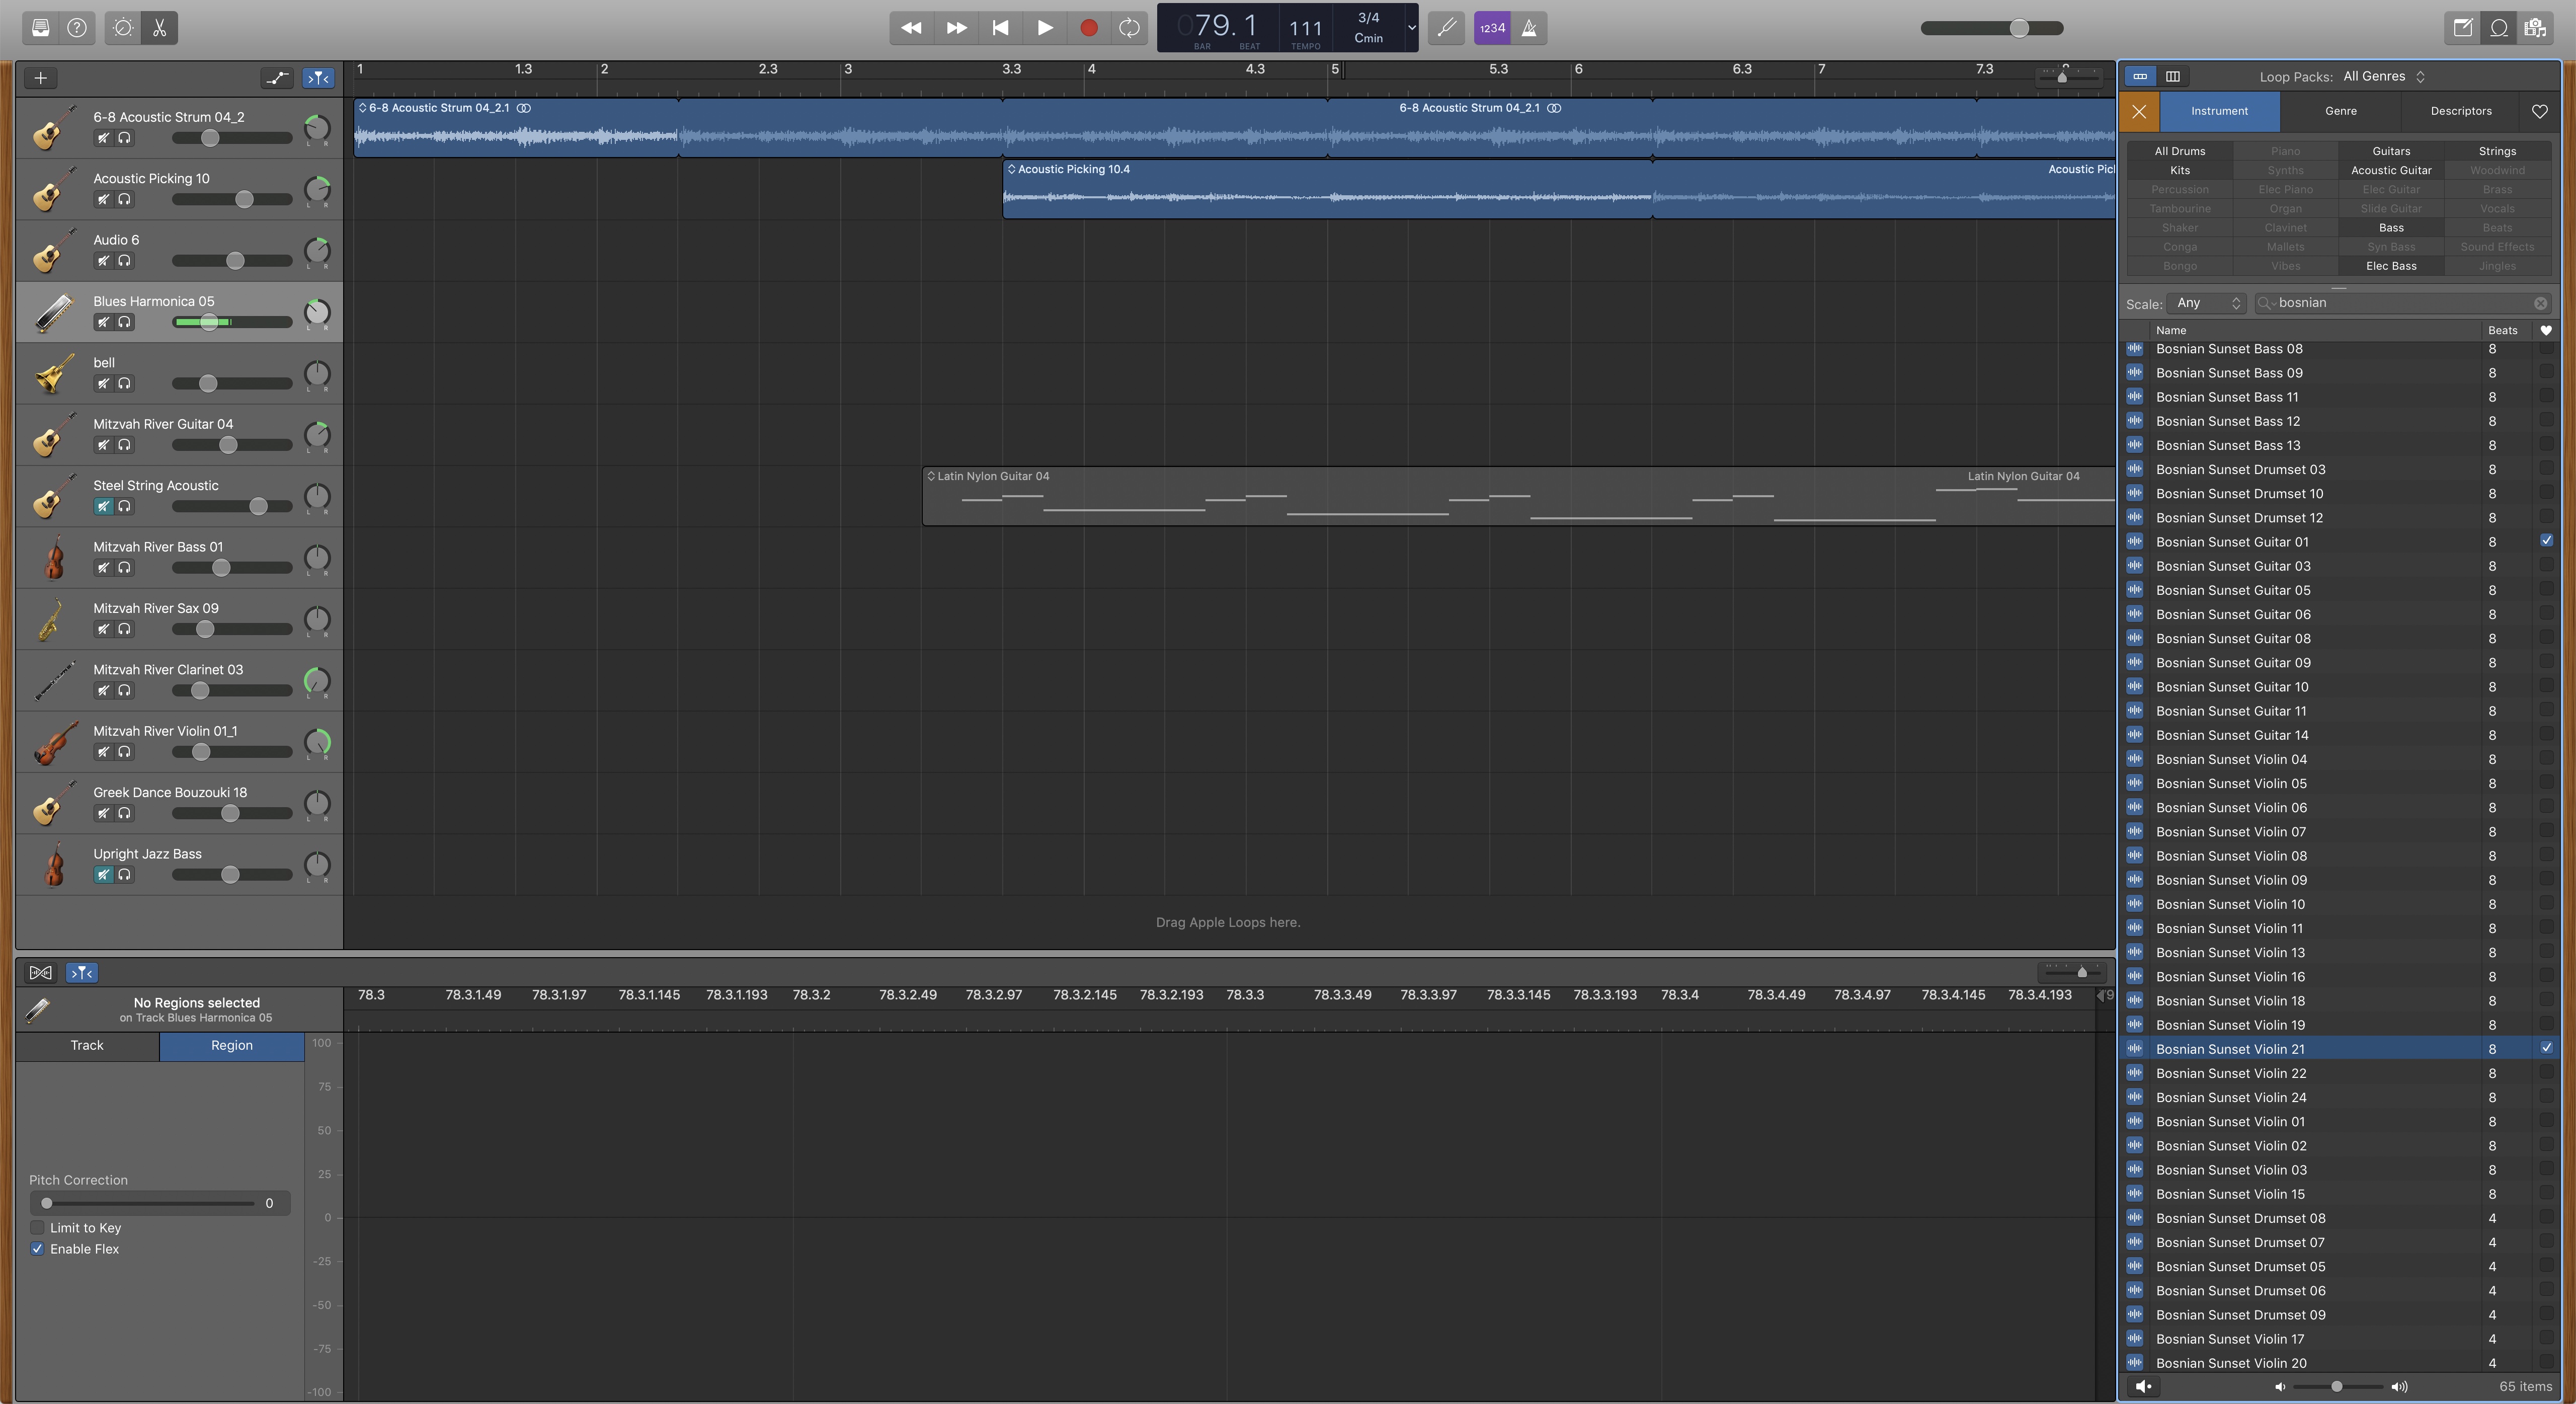 079.1
BAR BEAT
111
TEMPO
3/4
Cmin
1234
1 1.3 2 2.3 3 3.3 4 4.3 5 5.3 6 6.3 7 7.3
6-8 Acoustic Strum 04_2
L R
6-8 Acoustic Strum 04_2.1
6-8 Acoustic Strum 04_2.1
Acoustic Picking 10
L R
Acoustic Picking 10.4
Audio 6
L R
Blues Harmonica 05
L R
bell
L R
Mitzvah River Guitar 04
L R
Steel String Acoustic
L R
Latin Nylon Guitar 04
Latin Nylon Guitar 04
Mitzvah River Bass 01
L R
Mitzvah River Sax 09
L R
Mitzvah River Clarinet 03
L R
Mitzvah River Violin 01_1
L R
Greek Dance Bouzouki 18
L R
Upright Jazz Bass
L R
Drag Apple Loops here.
78.3 78.3.1.49 78.3.1.97 78.3.1.145 78.3.1.193 78.3.2 78.3.2.49 78.3.2.97 78.3.2.145 78.3.2.193 78.3.3 78.3.3.49 78.3.3.97 78.3.3.145 78.3.3.193 78.3.4 78.3.4.49 78.3.4.97 78.3.4.145 78.3.4.193
No Regions selected
on Track Blues Harmonica 05
Track Region
Pitch Correction
0
Limit to Key
Enable Flex
100
75
50
25
0
-25
-50
-75
-100
Loop Packs: All Genres
Instrument Genre Descriptors
All Drums Piano Guitars Strings
Kits Synths Acoustic Guitar Woodwind
Percussion Elec Piano Elec Guitar Brass
Tambourine Organ Slide Guitar Vocals
Shaker Clavinet Bass Beats
Conga Mallets Syn Bass Sound Effects
Bongo Vibes Elec Bass Jingles
Scale: Any bosnian
Name Beats
Bosnian Sunset Bass 08 8
Bosnian Sunset Bass 09 8
Bosnian Sunset Bass 11 8
Bosnian Sunset Bass 12 8
Bosnian Sunset Bass 13 8
Bosnian Sunset Drumset 03 8
Bosnian Sunset Drumset 10 8
Bosnian Sunset Drumset 12 8
Bosnian Sunset Guitar 01 8
Bosnian Sunset Guitar 03 8
Bosnian Sunset Guitar 05 8
Bosnian Sunset Guitar 06 8
Bosnian Sunset Guitar 08 8
Bosnian Sunset Guitar 09 8
Bosnian Sunset Guitar 10 8
Bosnian Sunset Guitar 11 8
Bosnian Sunset Guitar 14 8
Bosnian Sunset Violin 04 8
Bosnian Sunset Violin 05 8
Bosnian Sunset Violin 06 8
Bosnian Sunset Violin 07 8
Bosnian Sunset Violin 08 8
Bosnian Sunset Violin 09 8
Bosnian Sunset Violin 10 8
Bosnian Sunset Violin 11 8
Bosnian Sunset Violin 13 8
Bosnian Sunset Violin 16 8
Bosnian Sunset Violin 18 8
Bosnian Sunset Violin 19 8
Bosnian Sunset Violin 21 8
Bosnian Sunset Violin 22 8
Bosnian Sunset Violin 24 8
Bosnian Sunset Violin 01 8
Bosnian Sunset Violin 02 8
Bosnian Sunset Violin 03 8
Bosnian Sunset Violin 15 8
Bosnian Sunset Drumset 08 4
Bosnian Sunset Drumset 07 4
Bosnian Sunset Drumset 05 4
Bosnian Sunset Drumset 06 4
Bosnian Sunset Drumset 09 4
Bosnian Sunset Violin 17 4
Bosnian Sunset Violin 20 4
65 items